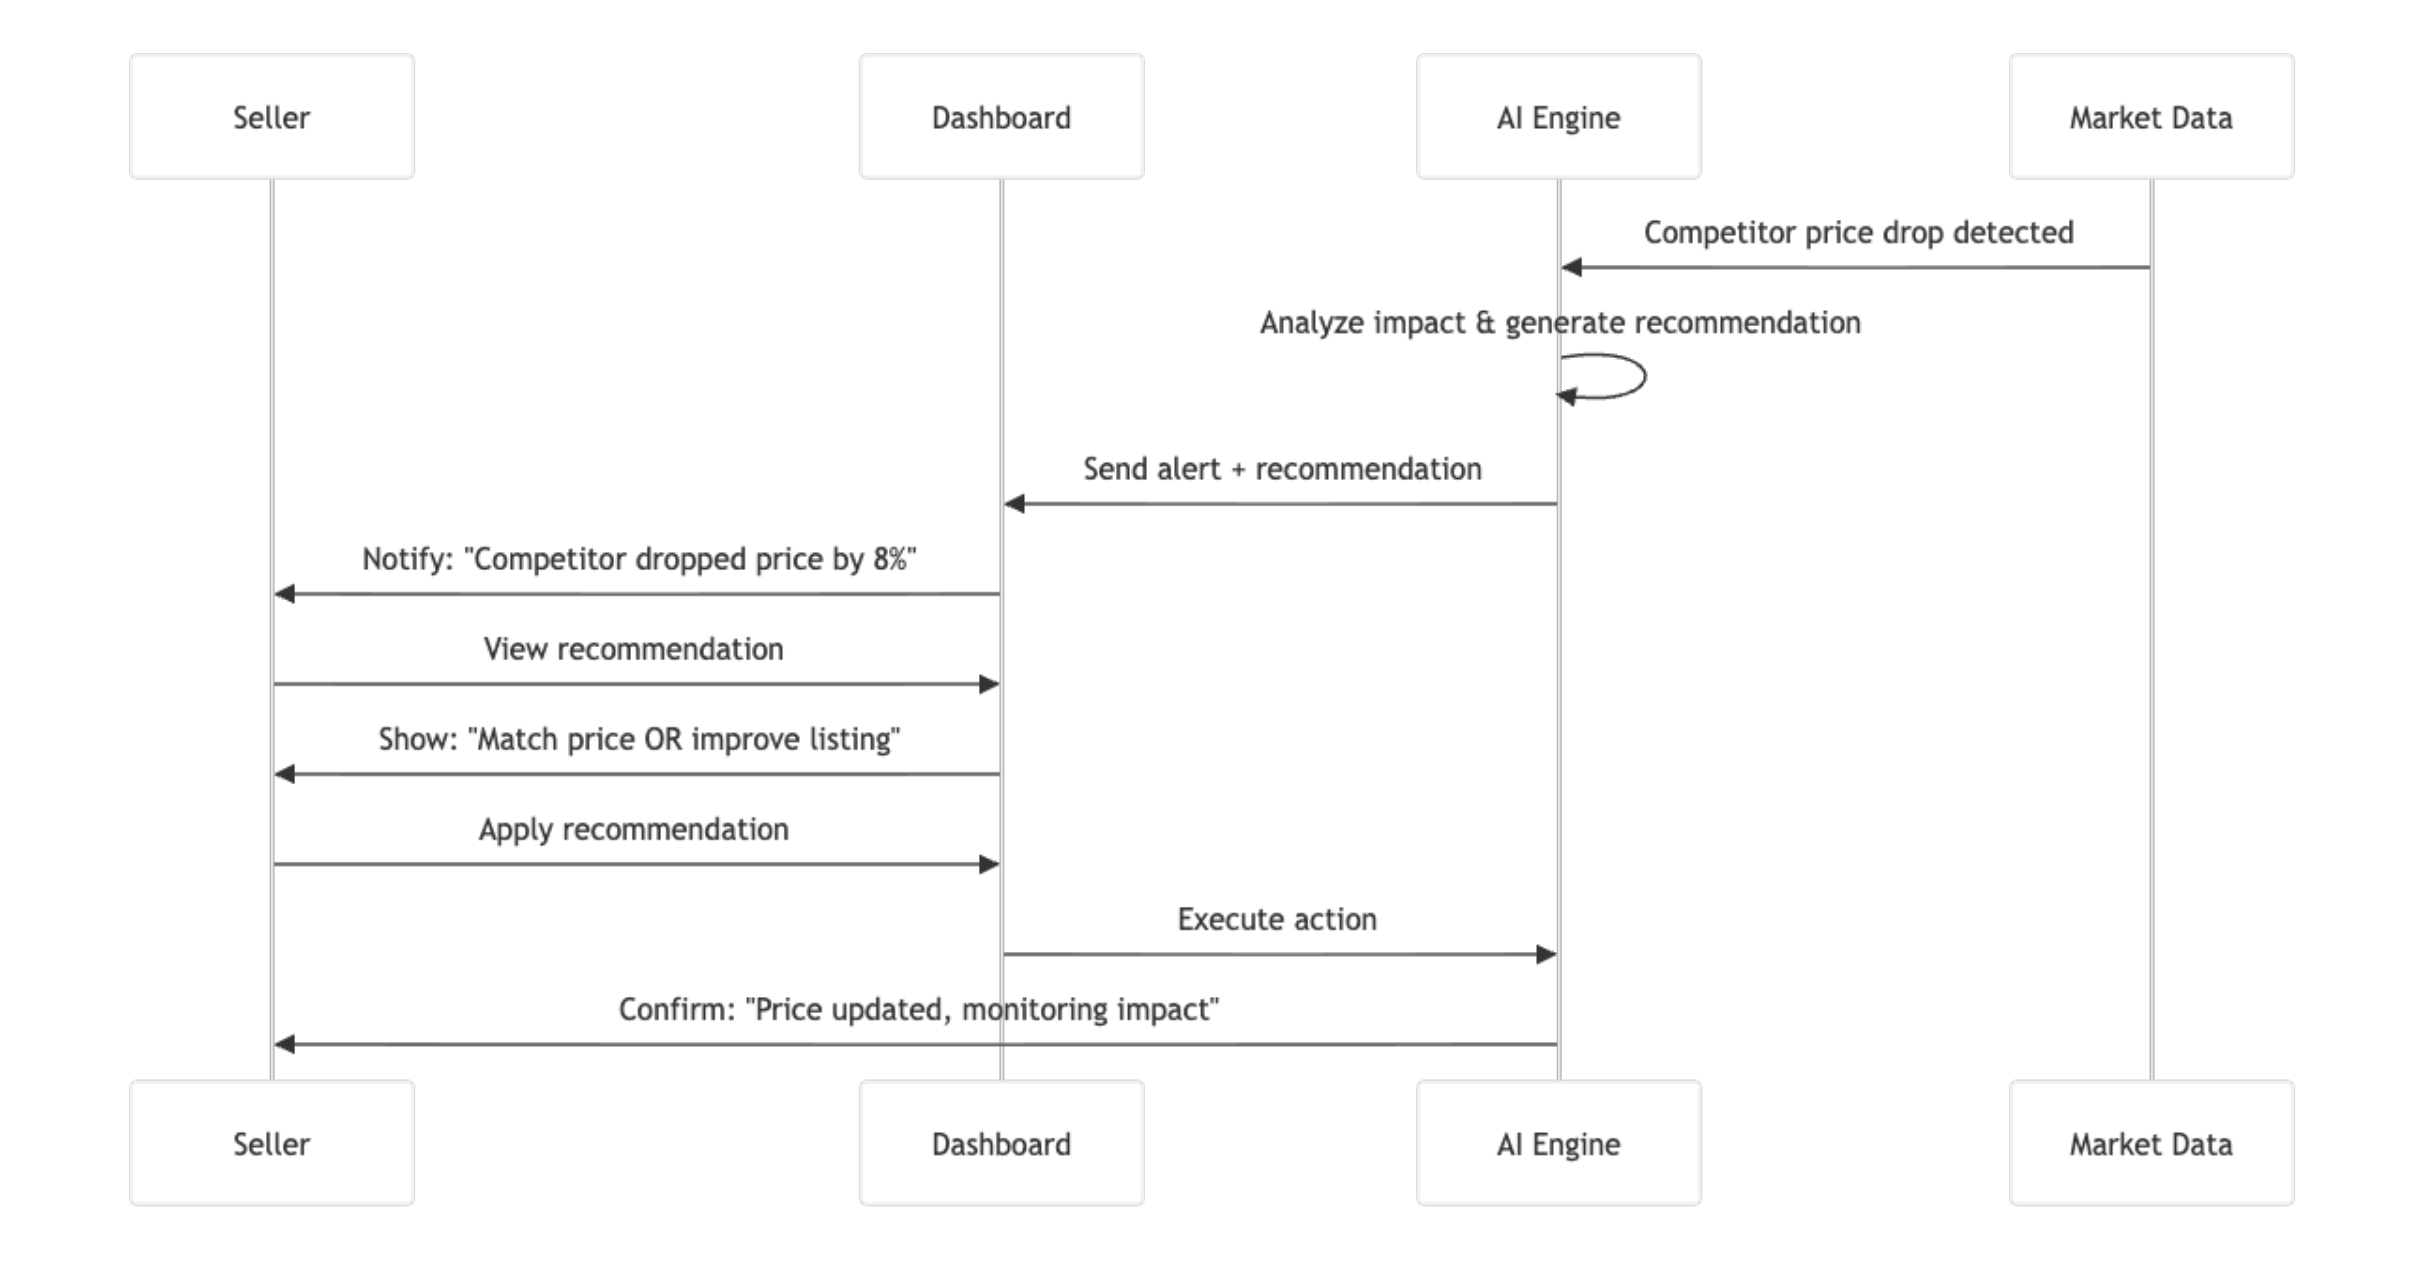 Seller
Dashboard
AI Engine
Market Data
Competitor price drop detected
Analyze impact & generate recommendation
Send alert + recommendation
Notify: "Competitor dropped price by 8%"
View recommendation
Show: "Match price OR improve listing"
Apply recommendation
Execute action
Confirm: "Price updated, monitoring impact"
Seller
Dashboard
AI Engine
Market Data